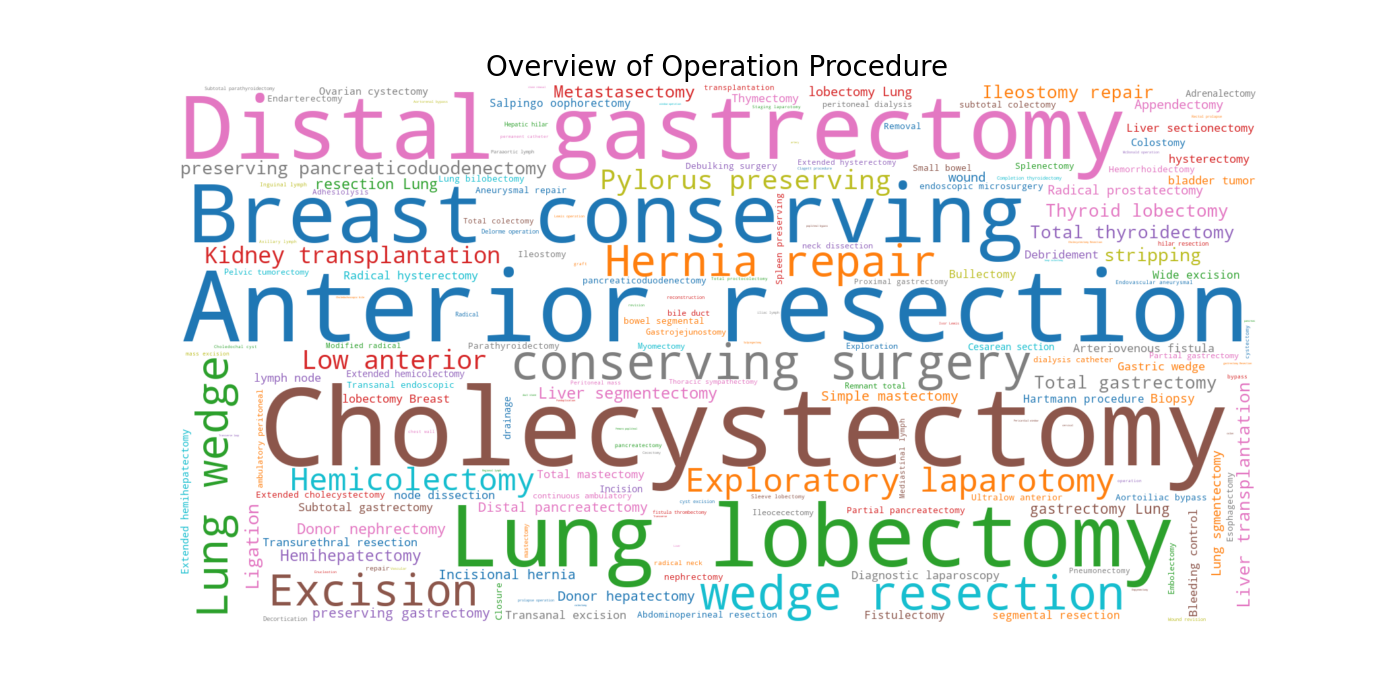 Overview of Operation Procedure
Subtotal parathyroidectomy
Ovarian cystectomy
Endarterectomy
Metastasectomy
transplantation
lobectomy Lung
Ileostomy repair
Adrenalectomy
Distal gastrectomy
Salpingo oophorectomy
Thymectomy
peritoneal dialysis
subtotal colectomy
Appendectomy
Hepatic hilar
Removal
Liver sectionectomy
Colostomy
preserving pancreaticoduodenectomy
Debulking surgery
Extended hysterectomy
Small bowel
Splenectomy
hysterectomy
Hemorrhoidectomy
Inguinal lymph
resection Lung
Lung bilobectomy
Pylorus preserving
wound
bladder tumor
Adhesiolysis
Aneurysmal repair
endoscopic microsurgery
Radical prostatectomy
Breast conserving
Total colectomy
Delorme operation
Spleen preserving
Thyroid lobectomy
Total thyroidectomy
Kidney transplantation
Ileostomy
Hernia repair
neck dissection
Debridement
stripping
hilar resection
Pelvic tumorectomy
Radical hysterectomy
pancreaticoduodenectomy
Proximal gastrectomy
Bullectomy
Wide excision
Endovascular aneurysmal
Anterior resection
Radical
reconstruction
bile duct
bowel segmental
Gastrojejunostomy
Modified radical
Parathyroidectomy
Myomectomy
Exploration
Cesarean section
Arteriovenous fistula
cystectomy
mass excision
Low anterior
conserving surgery
dialysis catheter
Partial gastrectomy
Gastric wedge
lymph node
Extended hemicolectomy
Transanal endoscopic
Peritoneal mass
Thoracic sympathectomy
Remnant total
Total gastrectomy
bypass
Lung wedge
ambulatory peritoneal
lobectomy Breast
Liver segmentectomy
Simple mastectomy
Hartmann procedure
Biopsy
Cholecystectomy
drainage
pancreatectomy
Mediastinal lymph
Liver transplantation
Extended hemihepatectomy
Hemicolectomy
Total mastectomy
Exploratory laparotomy
Extended cholecystectomy
node dissection
Incision
continuous ambulatory
Sleeve lobectomy
Ultralow anterior
Aortoiliac bypass
Subtotal gastrectomy
Distal pancreatectomy
fistula thrombectomy
Ileocecectomy
Partial pancreatectomy
gastrectomy Lung
Lung sgmentectomy
Esophagectomy
Ligation
Donor nephrectomy
Lung lobectomy
Bleeding control
Transurethral resection
Hemihepatectomy
radical neck
Embolectomy
repair
Incisional hernia
nephrectomy
Diagnostic laparoscopy
Pneumonectomy
Excision
Closure
Donor hepatectomy
wedge resection
Decortication
preserving gastrectomy
Transanal excision
Abdominoperineal resection
Fistulectomy
segmental resection
Wound revision